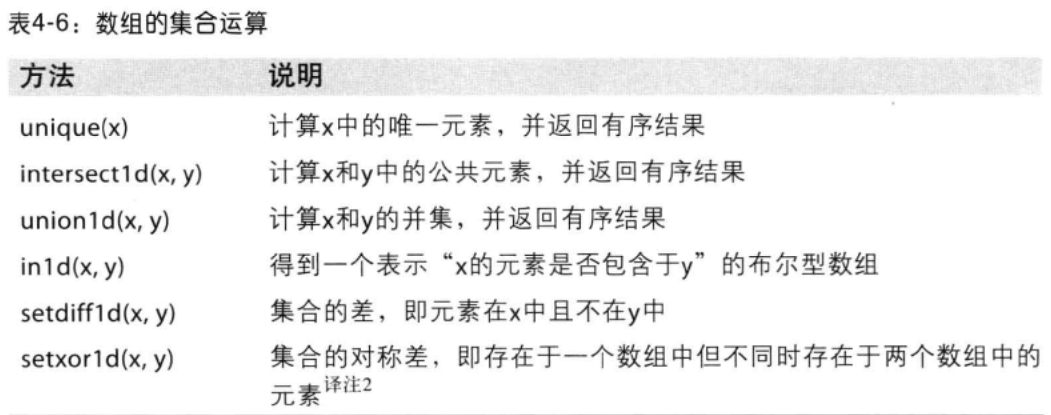 表4-6：数组的集合运算
方法 说明
unique(x) 计算x中的唯一元素，并返回有序结果
intersect1d(x, y) 计算x和y中的公共元素，并返回有序结果
union1d(x, y) 计算x和y的并集，并返回有序结果
in1d(x, y) 得到一个表示“x的元素是否包含于y”的布尔型数组
setdiff1d(x, y) 集合的差，即元素在x中且不在y中
setxor1d(x, y) 集合的对称差，即存在于一个数组中但不同时存在于两个数组中的
元素译注2